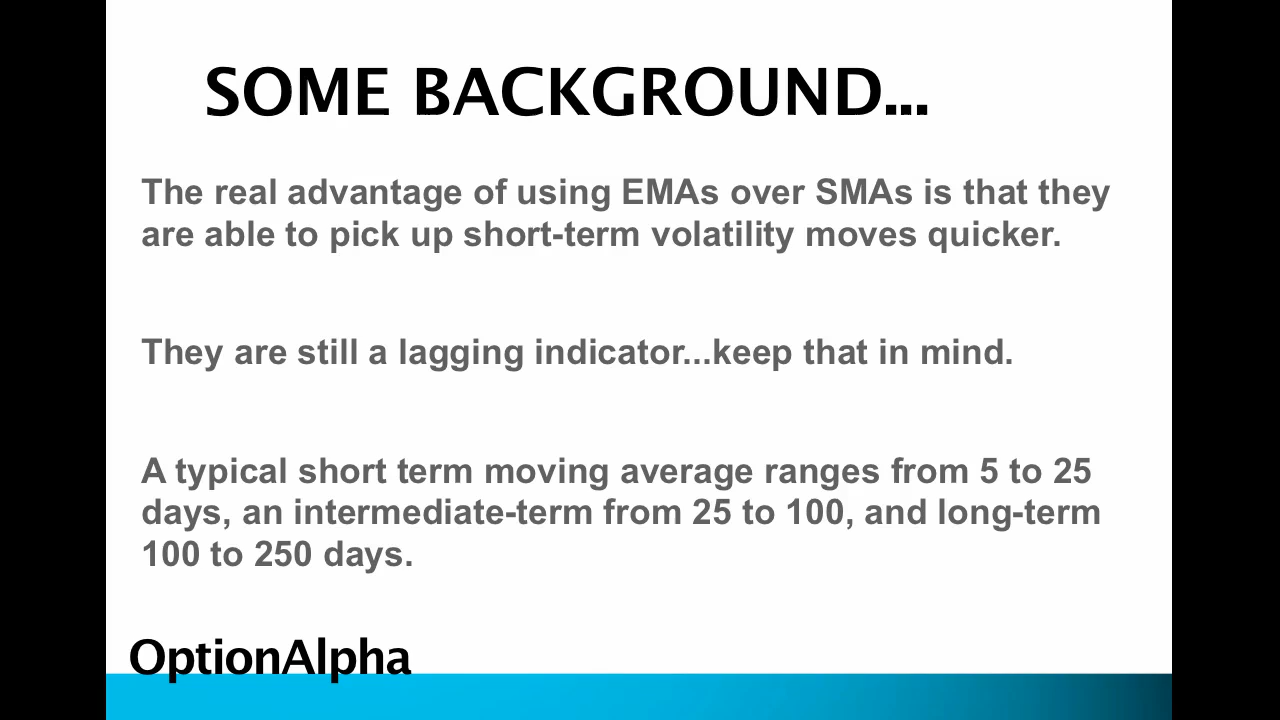 SOME BACKGROUND...
The real advantage of using EMAs over SMAs is that they
are able to pick up short-term volatility moves quicker.
They are still a lagging indicator...keep that in mind.
A typical short term moving average ranges from 5 to 25
days, an intermediate-term from 25 to 100, and long-term
100 to 250 days.
OptionAlpha